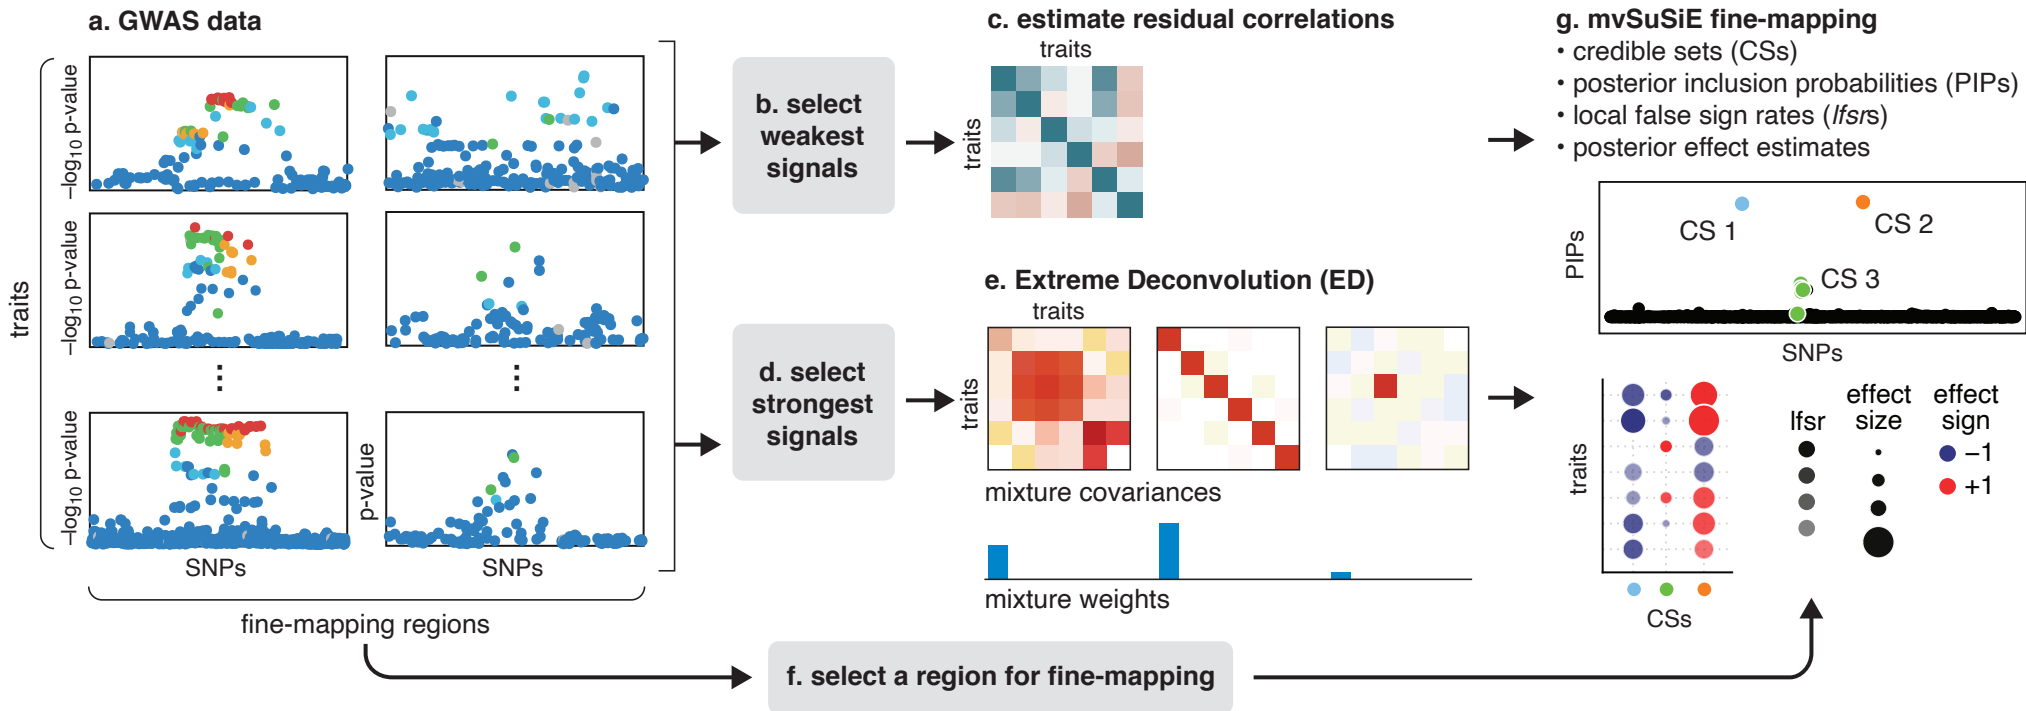 a. GWAS data
traits
–log10 p-value
–log10 p-value
⋮
⋮
–log10 p-value
p-value
SNPs
SNPs
fine-mapping regions
b. select
weakest
signals
c. estimate residual correlations
traits
traits
d. select
strongest
signals
e. Extreme Deconvolution (ED)
traits
traits
mixture covariances
mixture weights
f. select a region for fine-mapping
g. mvSuSiE fine-mapping
• credible sets (CSs)
• posterior inclusion probabilities (PIPs)
• local false sign rates (lfsrs)
• posterior effect estimates
PIPs
CS 1
CS 2
CS 3
SNPs
traits
CSs
lfsr
effect
size
effect
sign
−1
+1